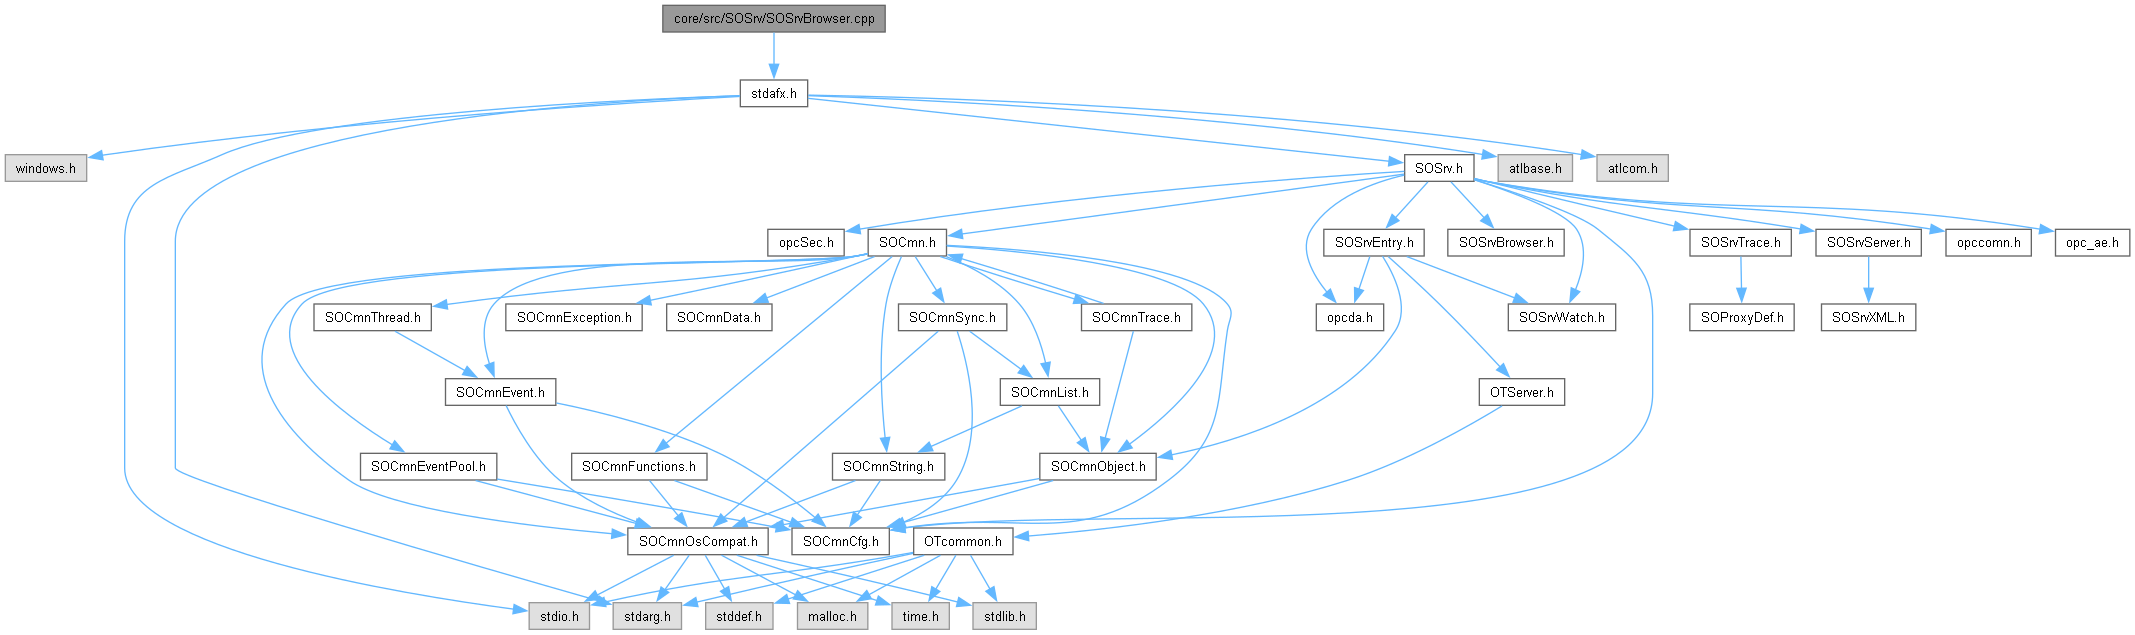 core/src/SOSrv/SOSrvBrowser.cpp
stdafx.h
windows.h
SOSrv.h
atlbase.h
atlcom.h
opcSec.h
SOCmn.h
SOSrvEntry.h
SOSrvBrowser.h
SOSrvTrace.h
SOSrvServer.h
opccomn.h
opc_ae.h
SOCmnThread.h
SOCmnException.h
SOCmnData.h
SOCmnSync.h
SOCmnTrace.h
opcda.h
SOSrvWatch.h
SOProxyDef.h
SOSrvXML.h
SOCmnEvent.h
SOCmnList.h
OTServer.h
SOCmnEventPool.h
SOCmnFunctions.h
SOCmnString.h
SOCmnObject.h
SOCmnOsCompat.h
SOCmnCfg.h
OTcommon.h
stdio.h
stdarg.h
stddef.h
malloc.h
time.h
stdlib.h